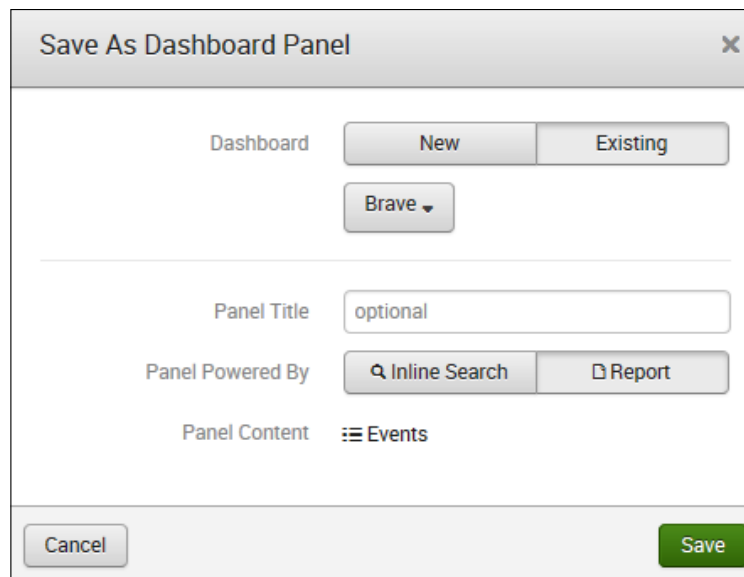 Save As Dashboard Panel
Dashboard New Existing
Brave
Panel Title optional
Panel Powered By Inline Search Report
Panel Content Events
Cancel Save